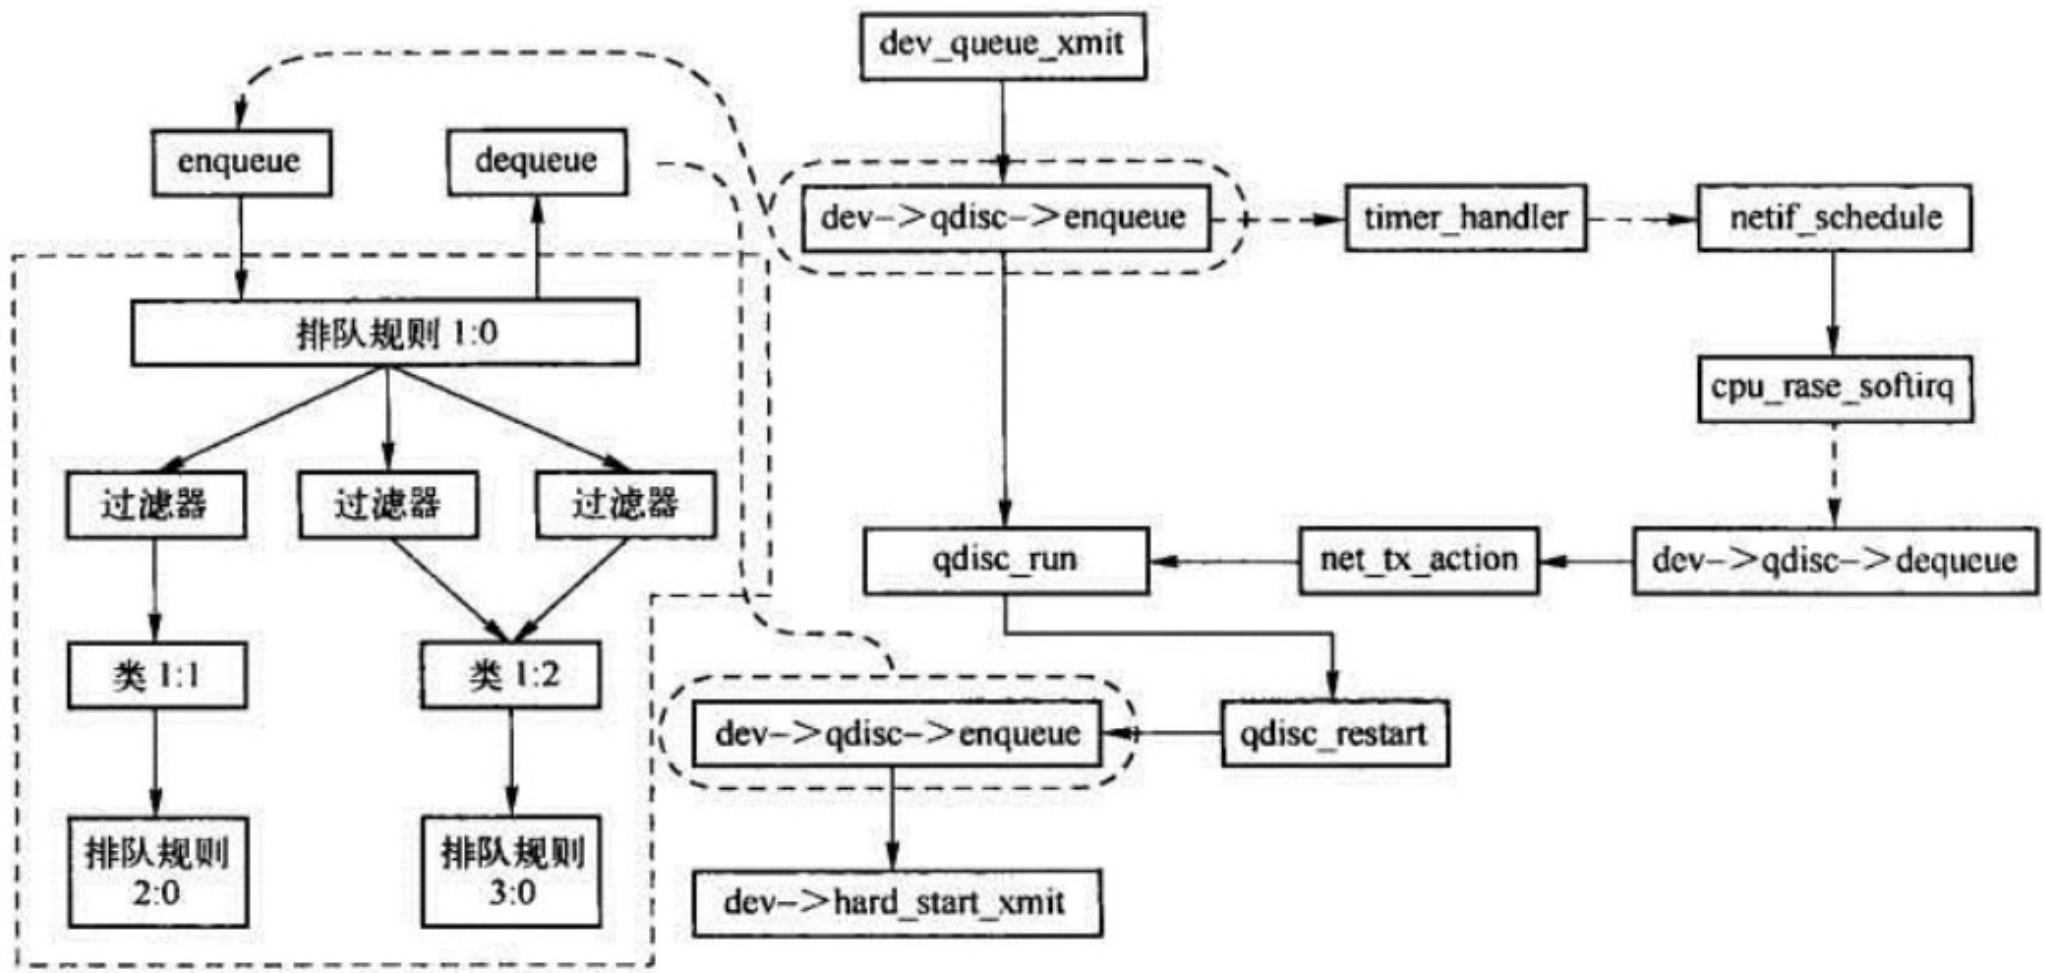 dev_queue_xmit
enqueue
dequeue
dev->qdisc->enqueue
timer_handler
netif_schedule
排队规则 1:0
cpu_rase_softirq
过滤器
过滤器
过滤器
qdisc_run
net_tx_action
dev->qdisc->dequeue
类 1:1
类 1:2
dev->qdisc->enqueue
qdisc_restart
排队规则
2:0
排队规则
3:0
dev->hard_start_xmit